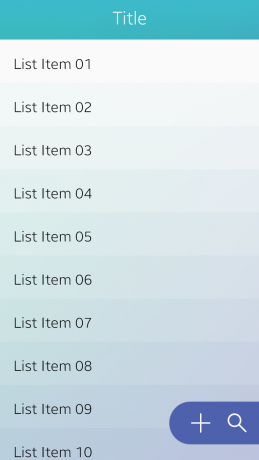 Title
List Item 01
List Item 02
List Item 03
List Item 04
List Item 05
List Item 06
List Item 07
List Item 08
List Item 09
List Item 10